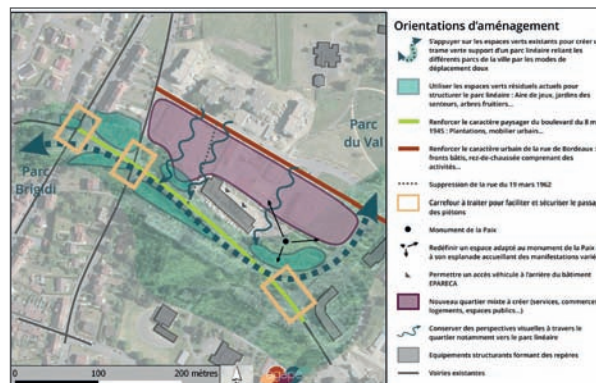 Orientations d'aménagement
S'appuyer sur les espaces verts existants pour créer u
trame verte support d'un parc linéaire reliant les
différents parcs de la ville par les modes de
déplacement doux
Utiliser les espaces verts résiduels actuels pour
structurer le parc linéaire : Aire de jeux, jardins des
senteurs, arbres fruitiers...
Renforcer le caractère paysager du boulevard du 8 m
1945 : Plantations, mobilier urbain...
Renforcer le caractère urbain de la rue de Bordeaux :
fronts bâtis, rez-de-chaussée comprenant des
activités...
Suppression de la rue du 19 mars 1962
Carrefour à traiter pour faciliter et sécuriser le passa
des piétons
Monument de la Paix
Redéfinir un espace adapté au monument de la Paix
à son esplanade accueillant des manifestations varié
Permettre un accès véhicule à l'arrière du bâtiment
EPARECA
Nouveau quartier mixte à créer (services, commerces
logements, espaces publics...)
Conserver des perspectives visuelles à travers le
quartier notamment vers le parc linéaire
Equipements structurants formant des repères
Voiries existantes
Parc
du Val
Parc
Brigidi
0 100 200 mètres